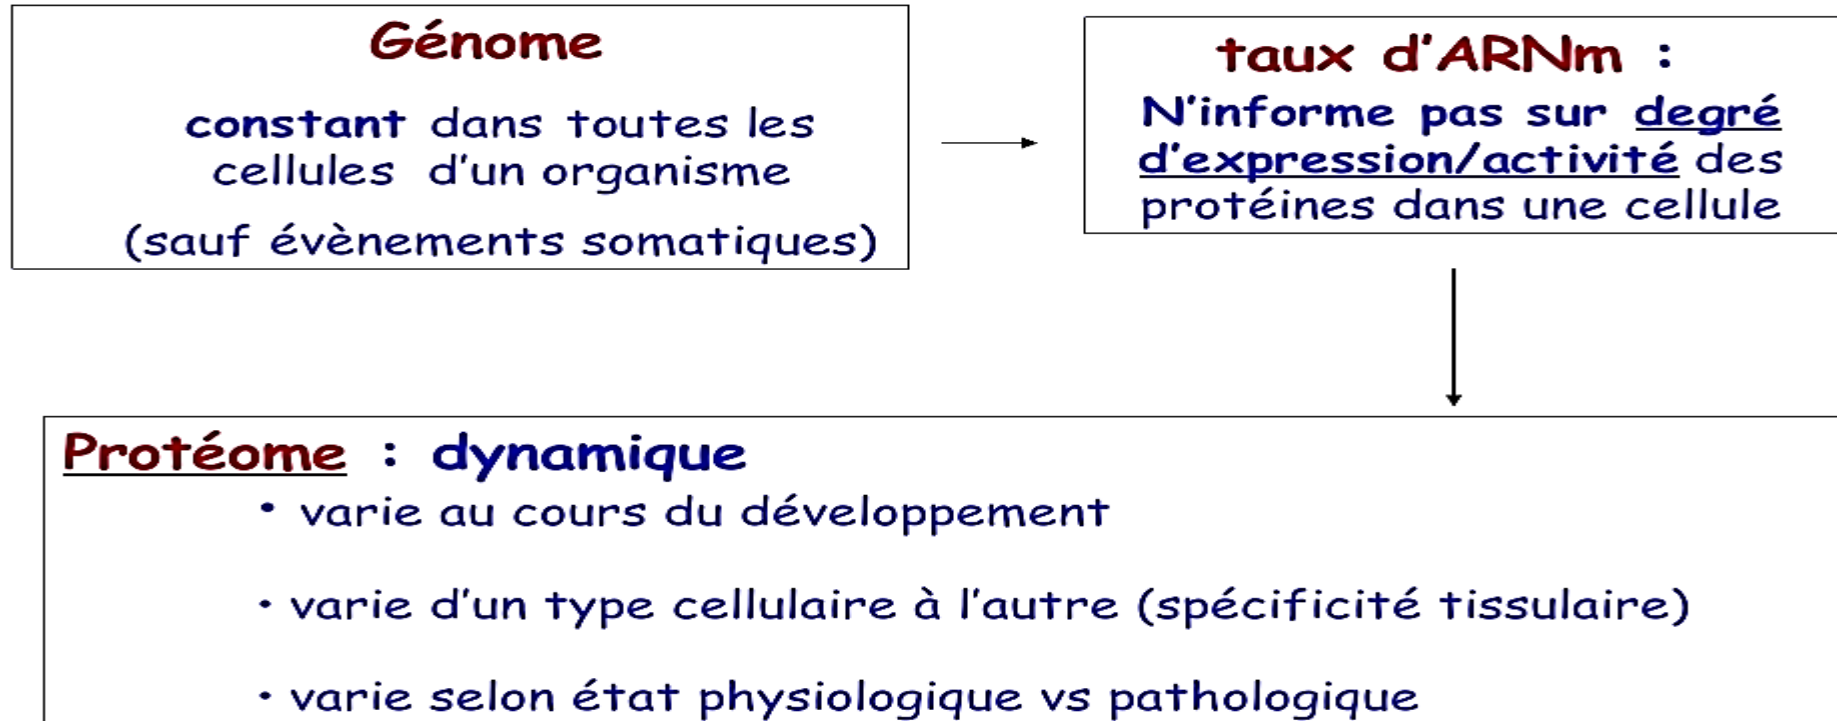 Génome
constant dans toutes les
cellules d'un organisme
(sauf évènements somatiques)
taux d'ARNm :
N'informe pas sur degré
d'expression/activité des
protéines dans une cellule
Protéome : dynamique
• varie au cours du développement
• varie d'un type cellulaire à l'autre (spécificité tissulaire)
• varie selon état physiologique vs pathologique